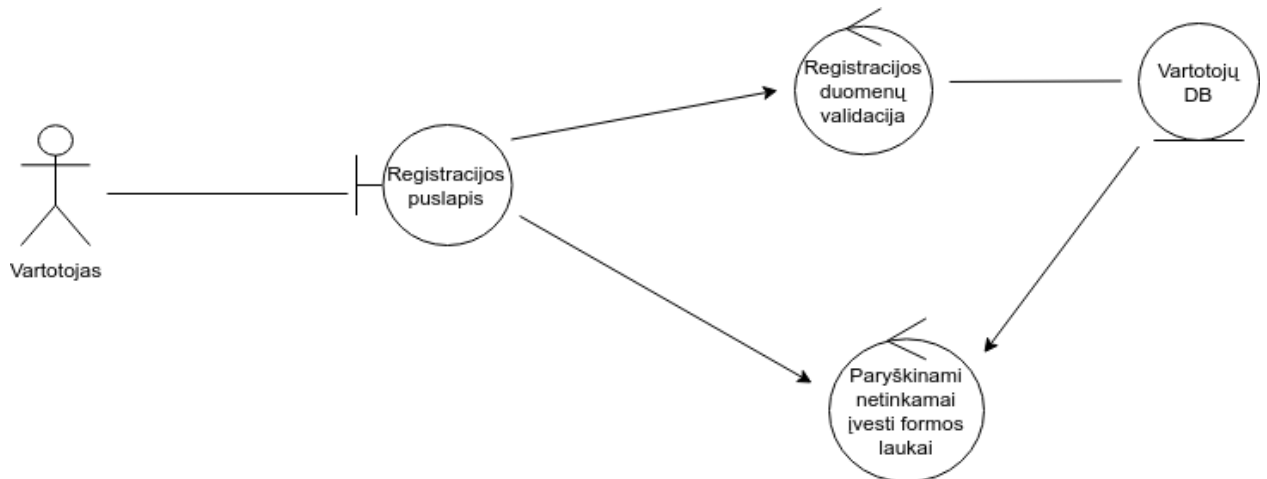 Vartotojas
Registracijos
puslapis
Registracijos
duomenų
validacija
Vartotojų
DB
Paryškinami
netinkamai
įvesti formos
laukai